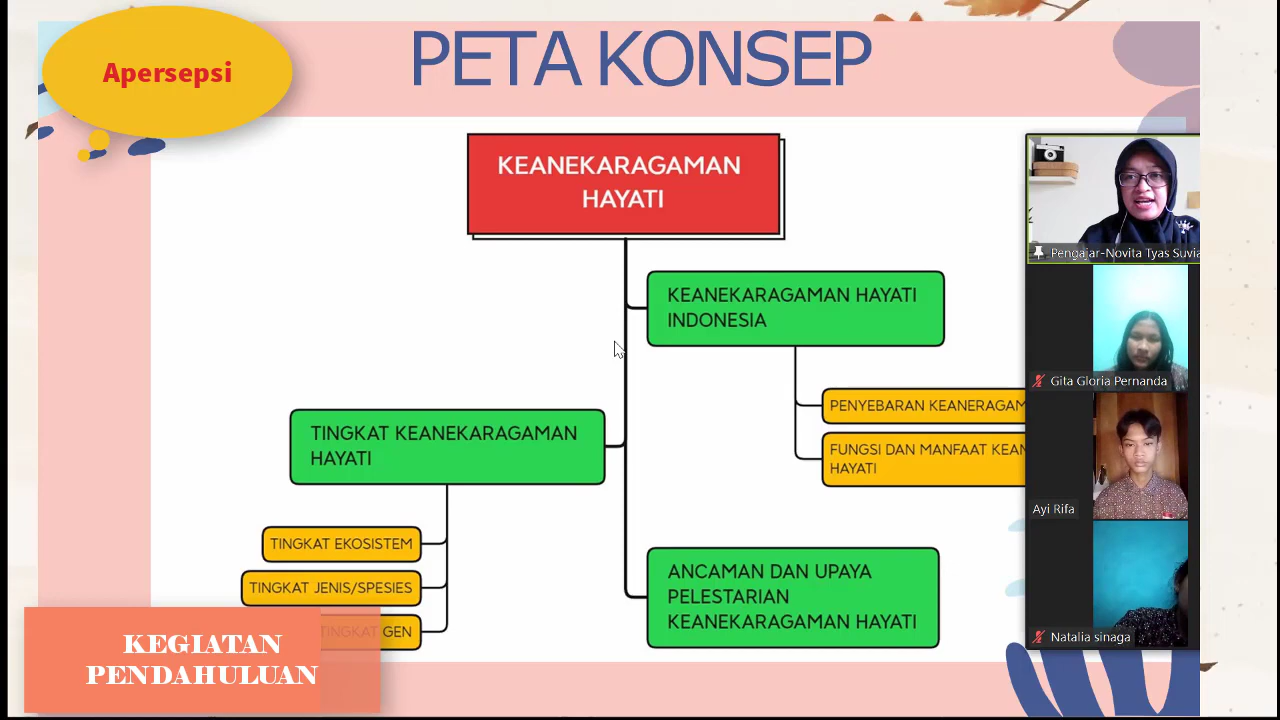 Apersepsi
PETA KONSEP
KEANEKARAGAMAN
HAYATI
KEANEKARAGAMAN HAYATI
INDONESIA
PENYEBARAN KEANERAGAM
FUNGSI DAN MANFAAT KEAN
HAYATI
TINGKAT KEANEKARAGAMAN
HAYATI
TINGKAT EKOSISTEM
TINGKAT JENIS/SPESIES
TINGKAT GEN
ANCAMAN DAN UPAYA
PELESTARIAN
KEANEKARAGAMAN HAYATI
KEGIATAN
PENDAHULUAN
Pengajar-Novita Tyas Suvia
Gita Gloria Pernanda
Ayi Rifa
Natalia sinaga